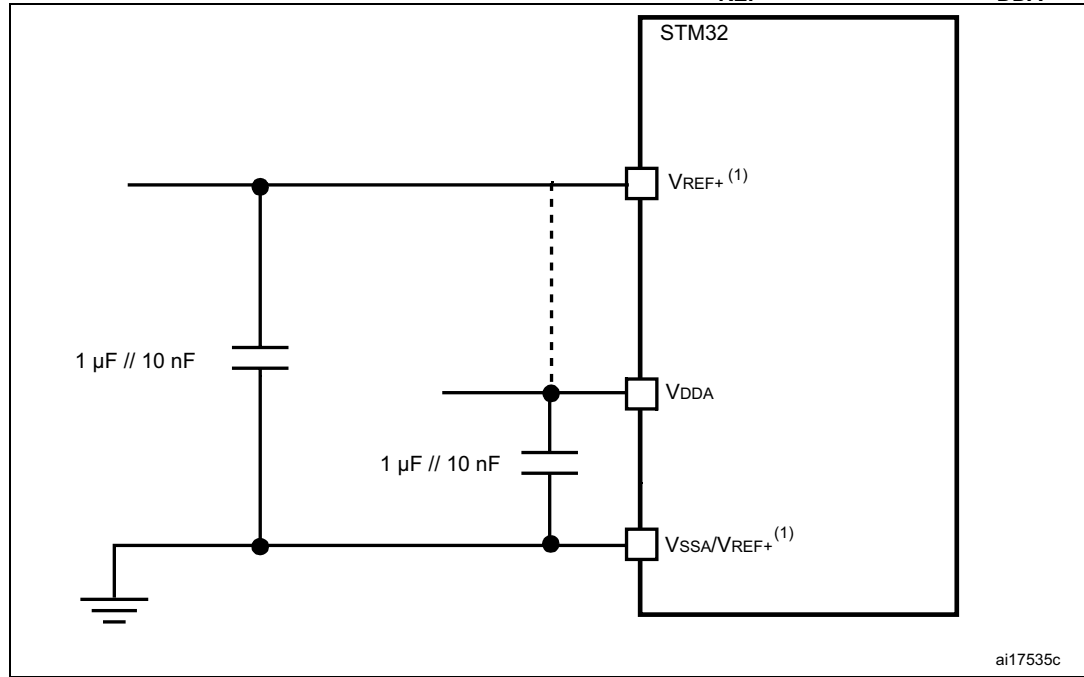 STM32
VREF+ (1)
1 µF // 10 nF
VDDA
1 µF // 10 nF
VSSA/VREF+ (1)
ai17535c